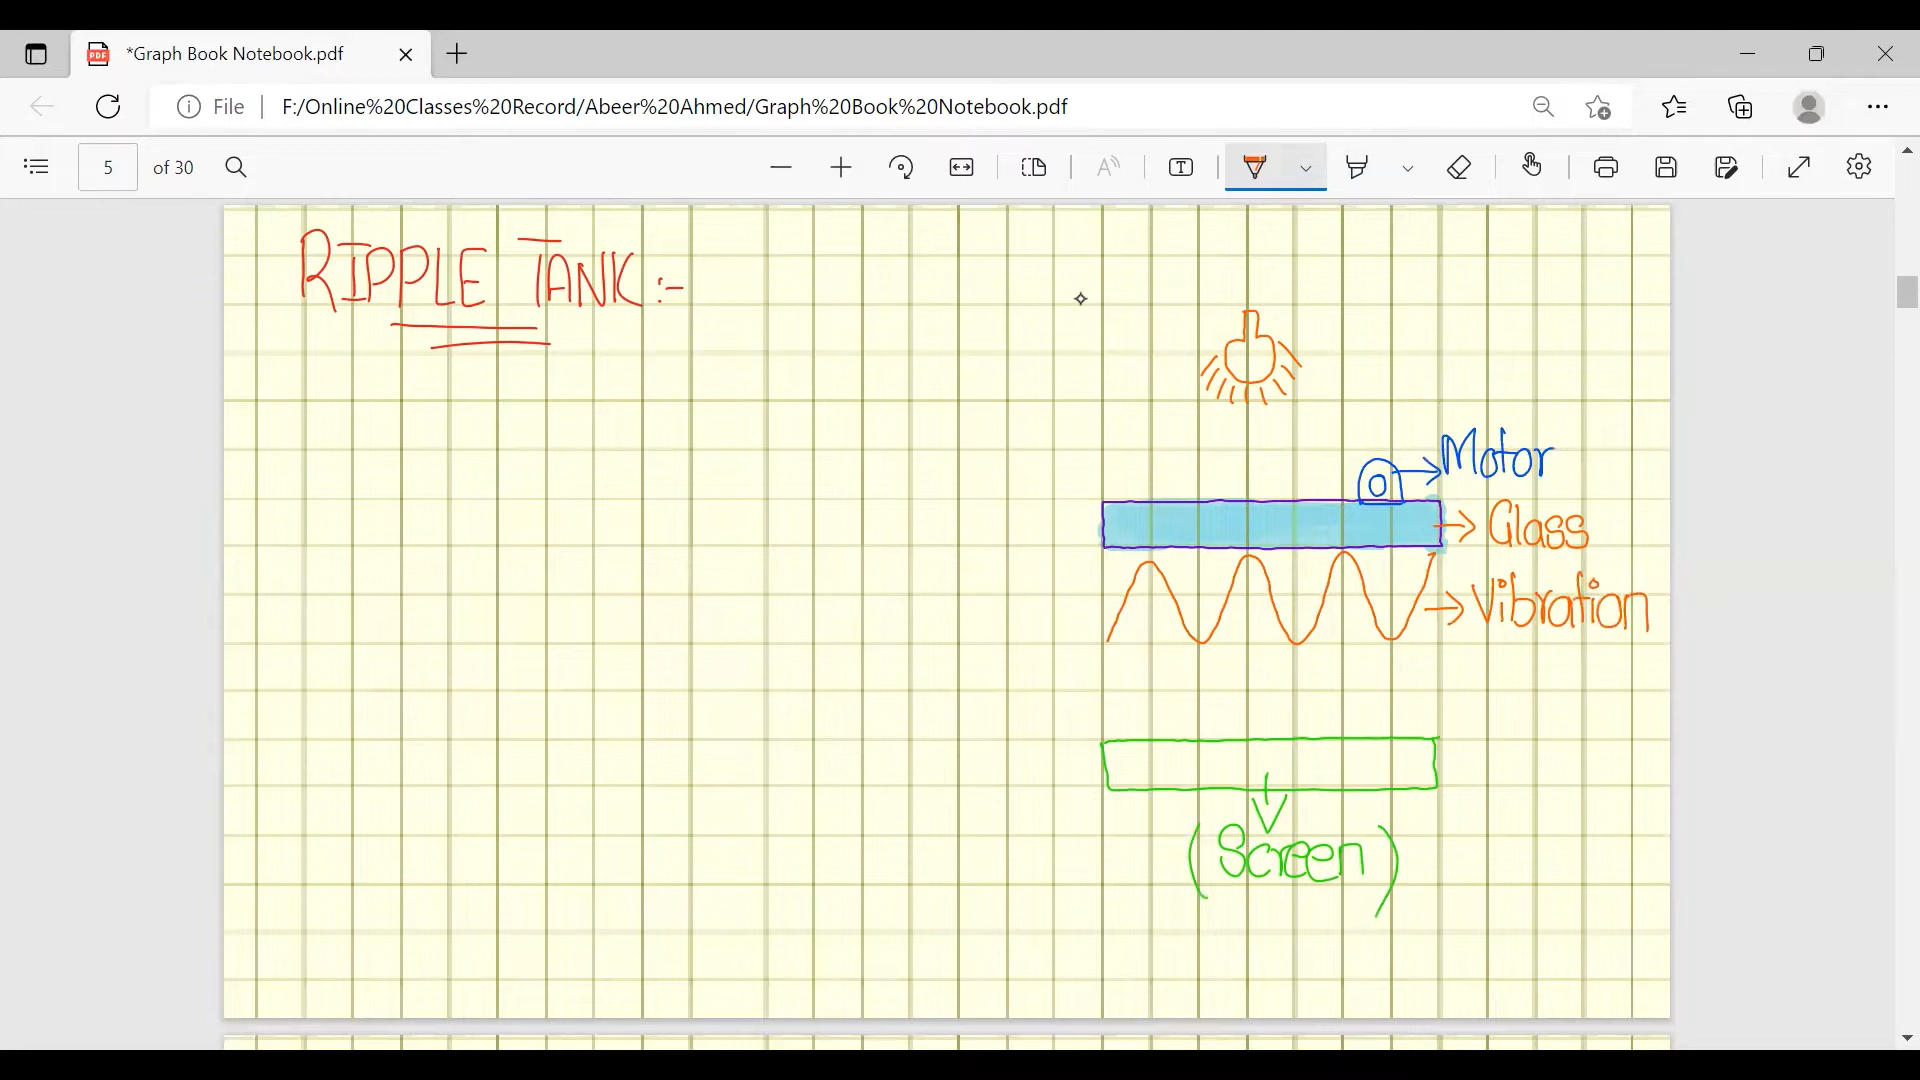 *Graph Book Notebook.pdf
File
F:/Online%20Classes%20Record/Abeer%20Ahmed/Graph%20Book%20Notebook.pdf
5 of 30
RIPPLE TANK:-
Motor
Glass
Vibration
(Screen)